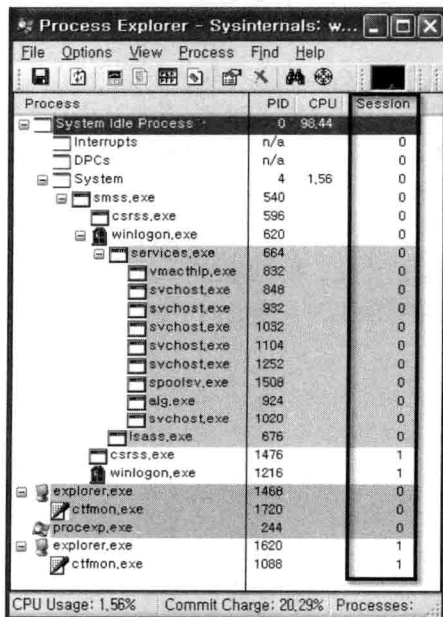 Process Explorer - Sysinternals: w...
File Options View Process Find Help
Process PID CPU Session
System Idle Process 0 98,44 0
Interrupts n/a 0
DPCs n/a 0
System 4 1,56 0
smss,exe 540 0
csrss,exe 596 0
winlogon,exe 620 0
services,exe 664 0
vmacthlp,exe 832 0
svchost,exe 848 0
svchost,exe 932 0
svchost,exe 1032 0
svchost,exe 1104 0
svchost,exe 1252 0
spoolsv,exe 1508 0
alg,exe 924 0
svchost,exe 1020 0
lsass,exe 676 0
csrss,exe 1476 1
winlogon,exe 1216 1
explorer,exe 1468 0
ctfmon,exe 1720 0
procexp,exe 244 0
explorer,exe 1620 1
ctfmon,exe 1088 1
CPU Usage: 1,56% Commit Charge: 20,29% Processes: